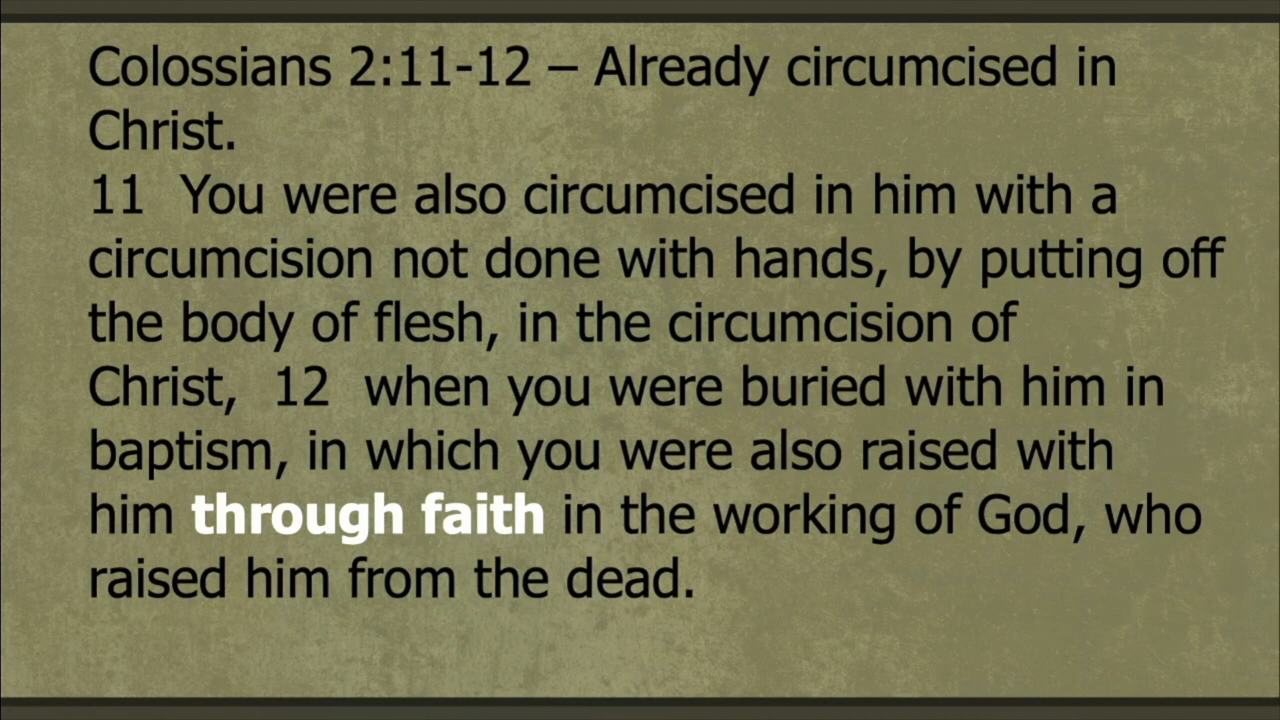 Colossians 2:11-12 – Already circumcised in
Christ.
11  You were also circumcised in him with a
circumcision not done with hands, by putting off
the body of flesh, in the circumcision of
Christ,  12  when you were buried with him in
baptism, in which you were also raised with
him through faith in the working of God, who
raised him from the dead.